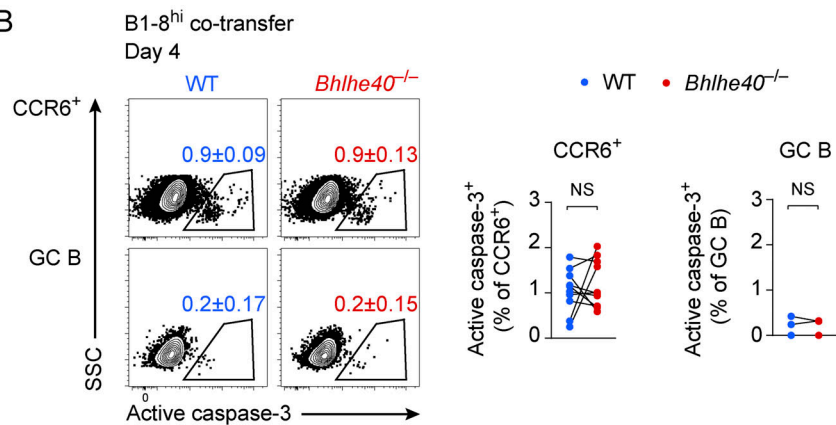 B
B1-8hi co-transfer
Day 4
WT
Bhlhe40–/–
CCR6+
0.9±0.09
0.9±0.13
GC B
0.2±0.17
0.2±0.15
SSC
0
Active caspase-3
WT
Bhlhe40–/–
CCR6+
NS
Active caspase-3+
(% of CCR6+)
3
2
1
0
GC B
NS
Active caspase-3+
(% of GC B)
3
2
1
0